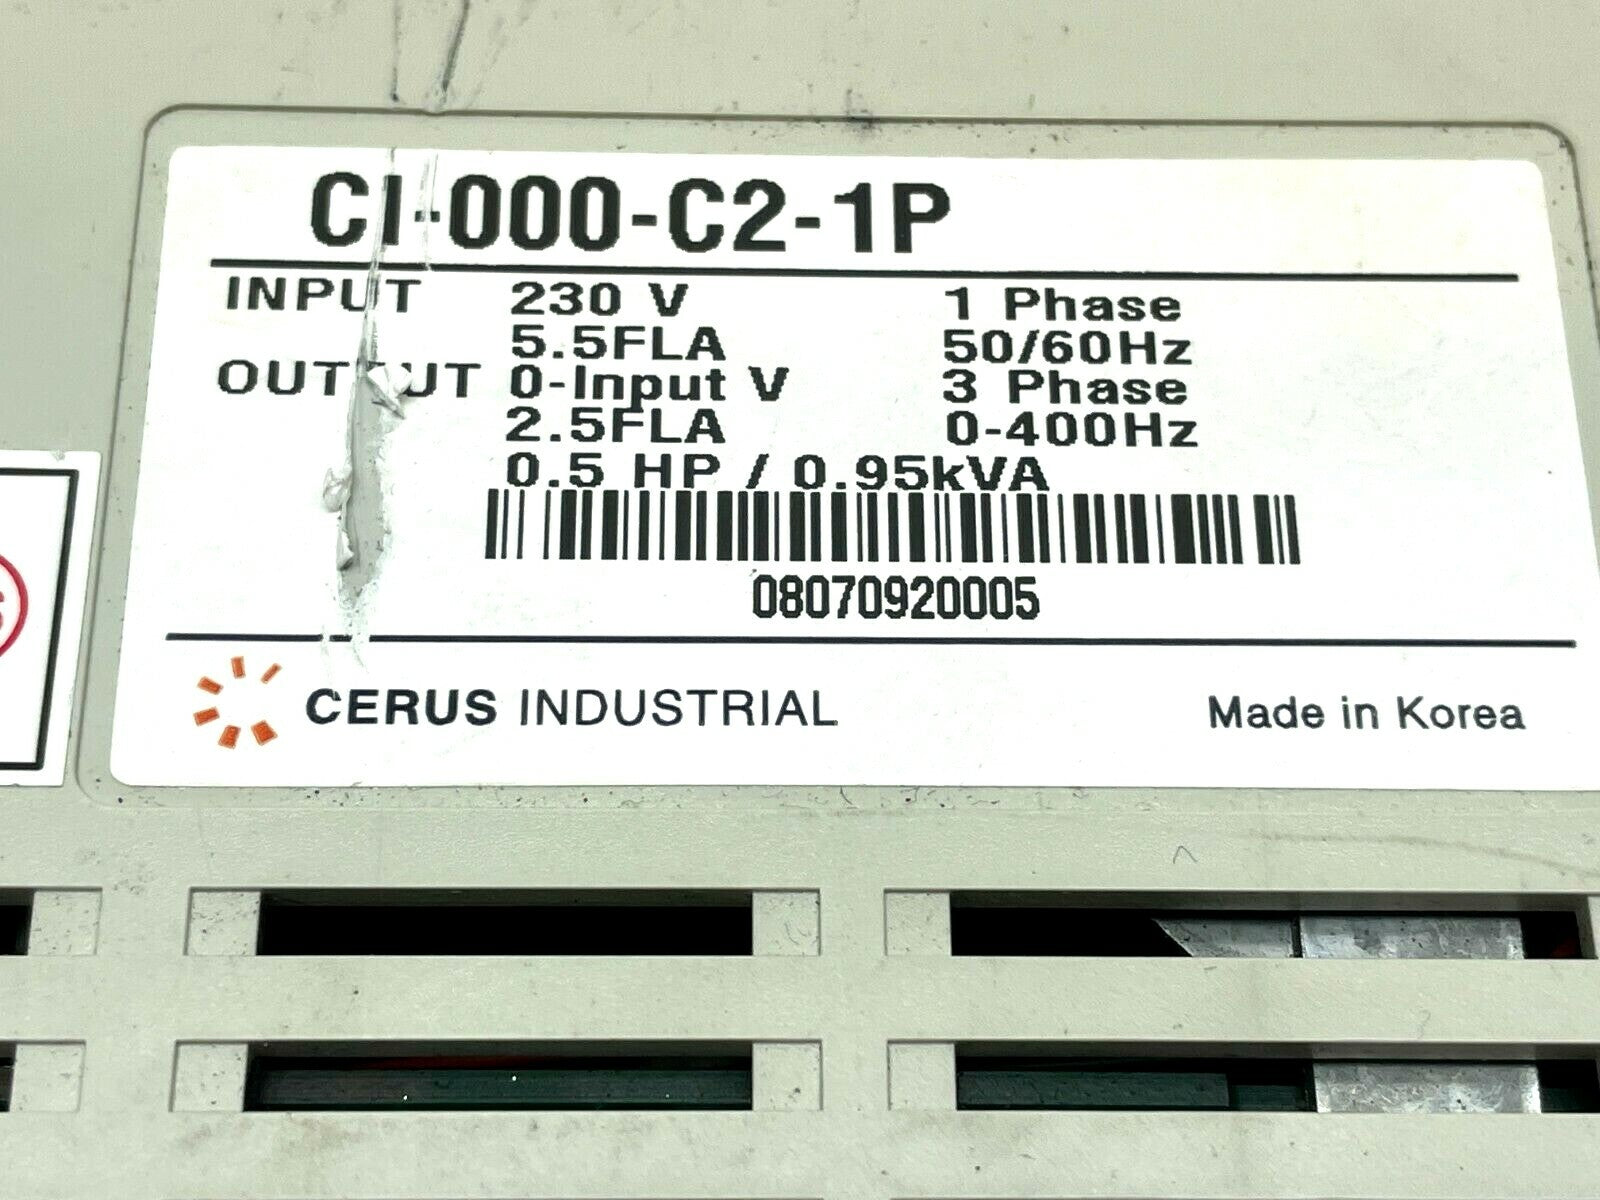 CI-000-C2-1P
INPUT 230 V 1 Phase
5.5FLA 50/60Hz
OUTPUT 0-Input V 3 Phase
2.5FLA 0-400Hz
0.5 HP / 0.95kVA
08070920005
CERUS INDUSTRIAL Made in Korea